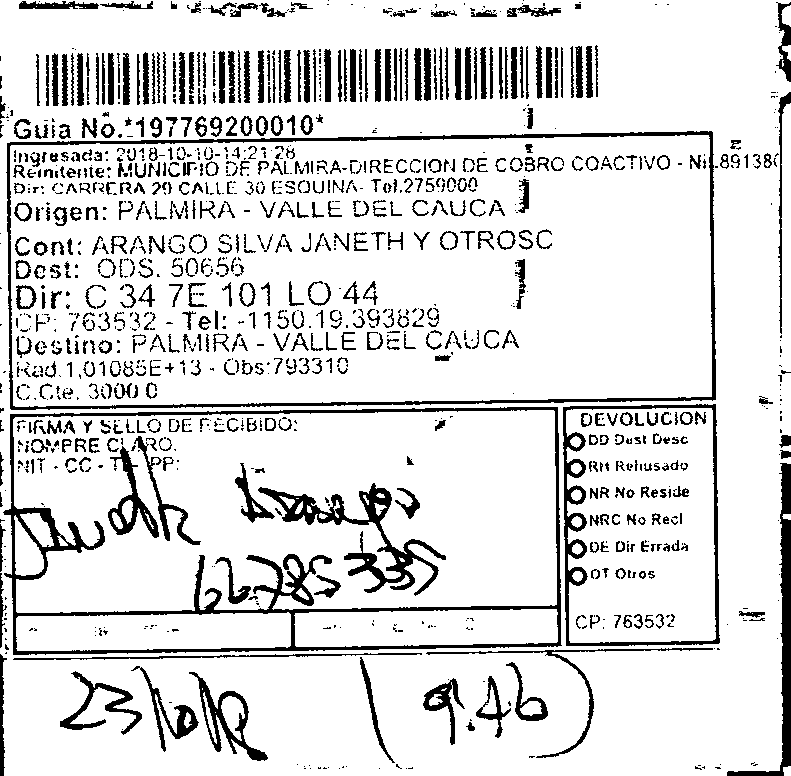 Guia No.*197769200010*
Ingresada: 2018-10-10-14:21:28
Remitente: MUNICIPIO DE PALMIRA-DIRECCION DE COBRO COACTIVO - Nit.89138
Dir: CARRERA 29 CALLE 30 ESQUINA- Tel.2759000
Origen: PALMIRA - VALLE DEL CAUCA
Cont: ARANGO SILVA JANETH Y OTROSC
Dest: ODS. 50656
Dir: C 34 7E 101 LO 44
CP: 763532 - Tel: -1150.19.393829
Destino: PALMIRA - VALLE DEL CAUCA
Rad.1,01085E+13 - Obs:793310
C.Cte. 3000 0
FIRMA Y SELLO DE RECIBIDO:
NOMPRE CLARO.
NIT - CC - TI - PP:
Janeth Arango
66785335
DEVOLUCION
DD Dest Desc
RH Rehusado
NR No Reside
NRC No Recl
DE Dir Errada
OT Otros
CP: 763532
23/10/18 (9:46)